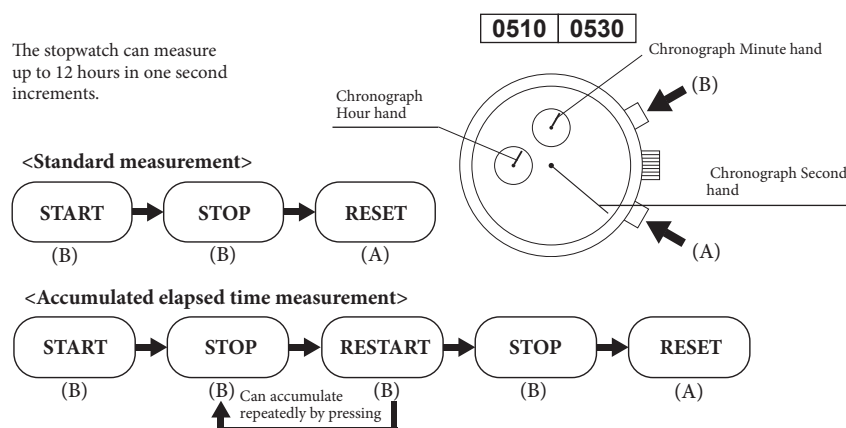 0510 0530
The stopwatch can measure
up to 12 hours in one second
increments.
Chronograph Minute hand
(B)
Chronograph
Hour hand
Chronograph Second
hand
(A)
<Standard measurement>
START STOP RESET
(B) (B) (A)
<Accumulated elapsed time measurement>
START STOP RESTART STOP RESET
(B) (B) (B) (B) (A)
Can accumulate
repeatedly by pressing